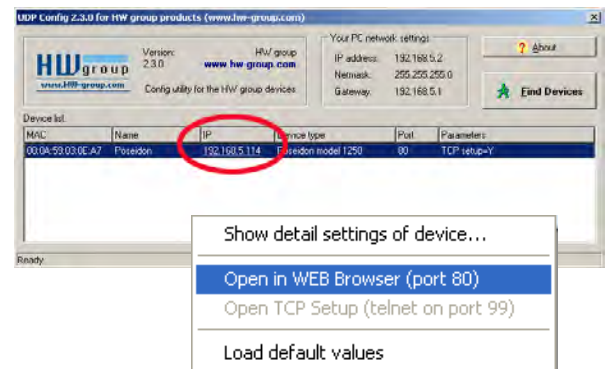 UDP Config 2.3.0 for HW group products (www.hw-group.com)
HWgroup
www.HW-group.com
Version: HW group
2.3.0 www.hw-group.com
Config utility for the HW group devices
Your PC network settings
IP address: 192.168.5.2
Netmask: 255.255.255.0
Gateway: 192.168.5.1
? About
Find Devices
Device list
MAC Name IP Device type Port Parameters
00:0A:59:03:0E:A7 Poseidon 192.168.5.114 Poseidon model 1250 80 TCP setup=Y
Show detail settings of device...
Open in WEB Browser (port 80)
Open TCP Setup (telnet on port 99)
Load default values
Ready